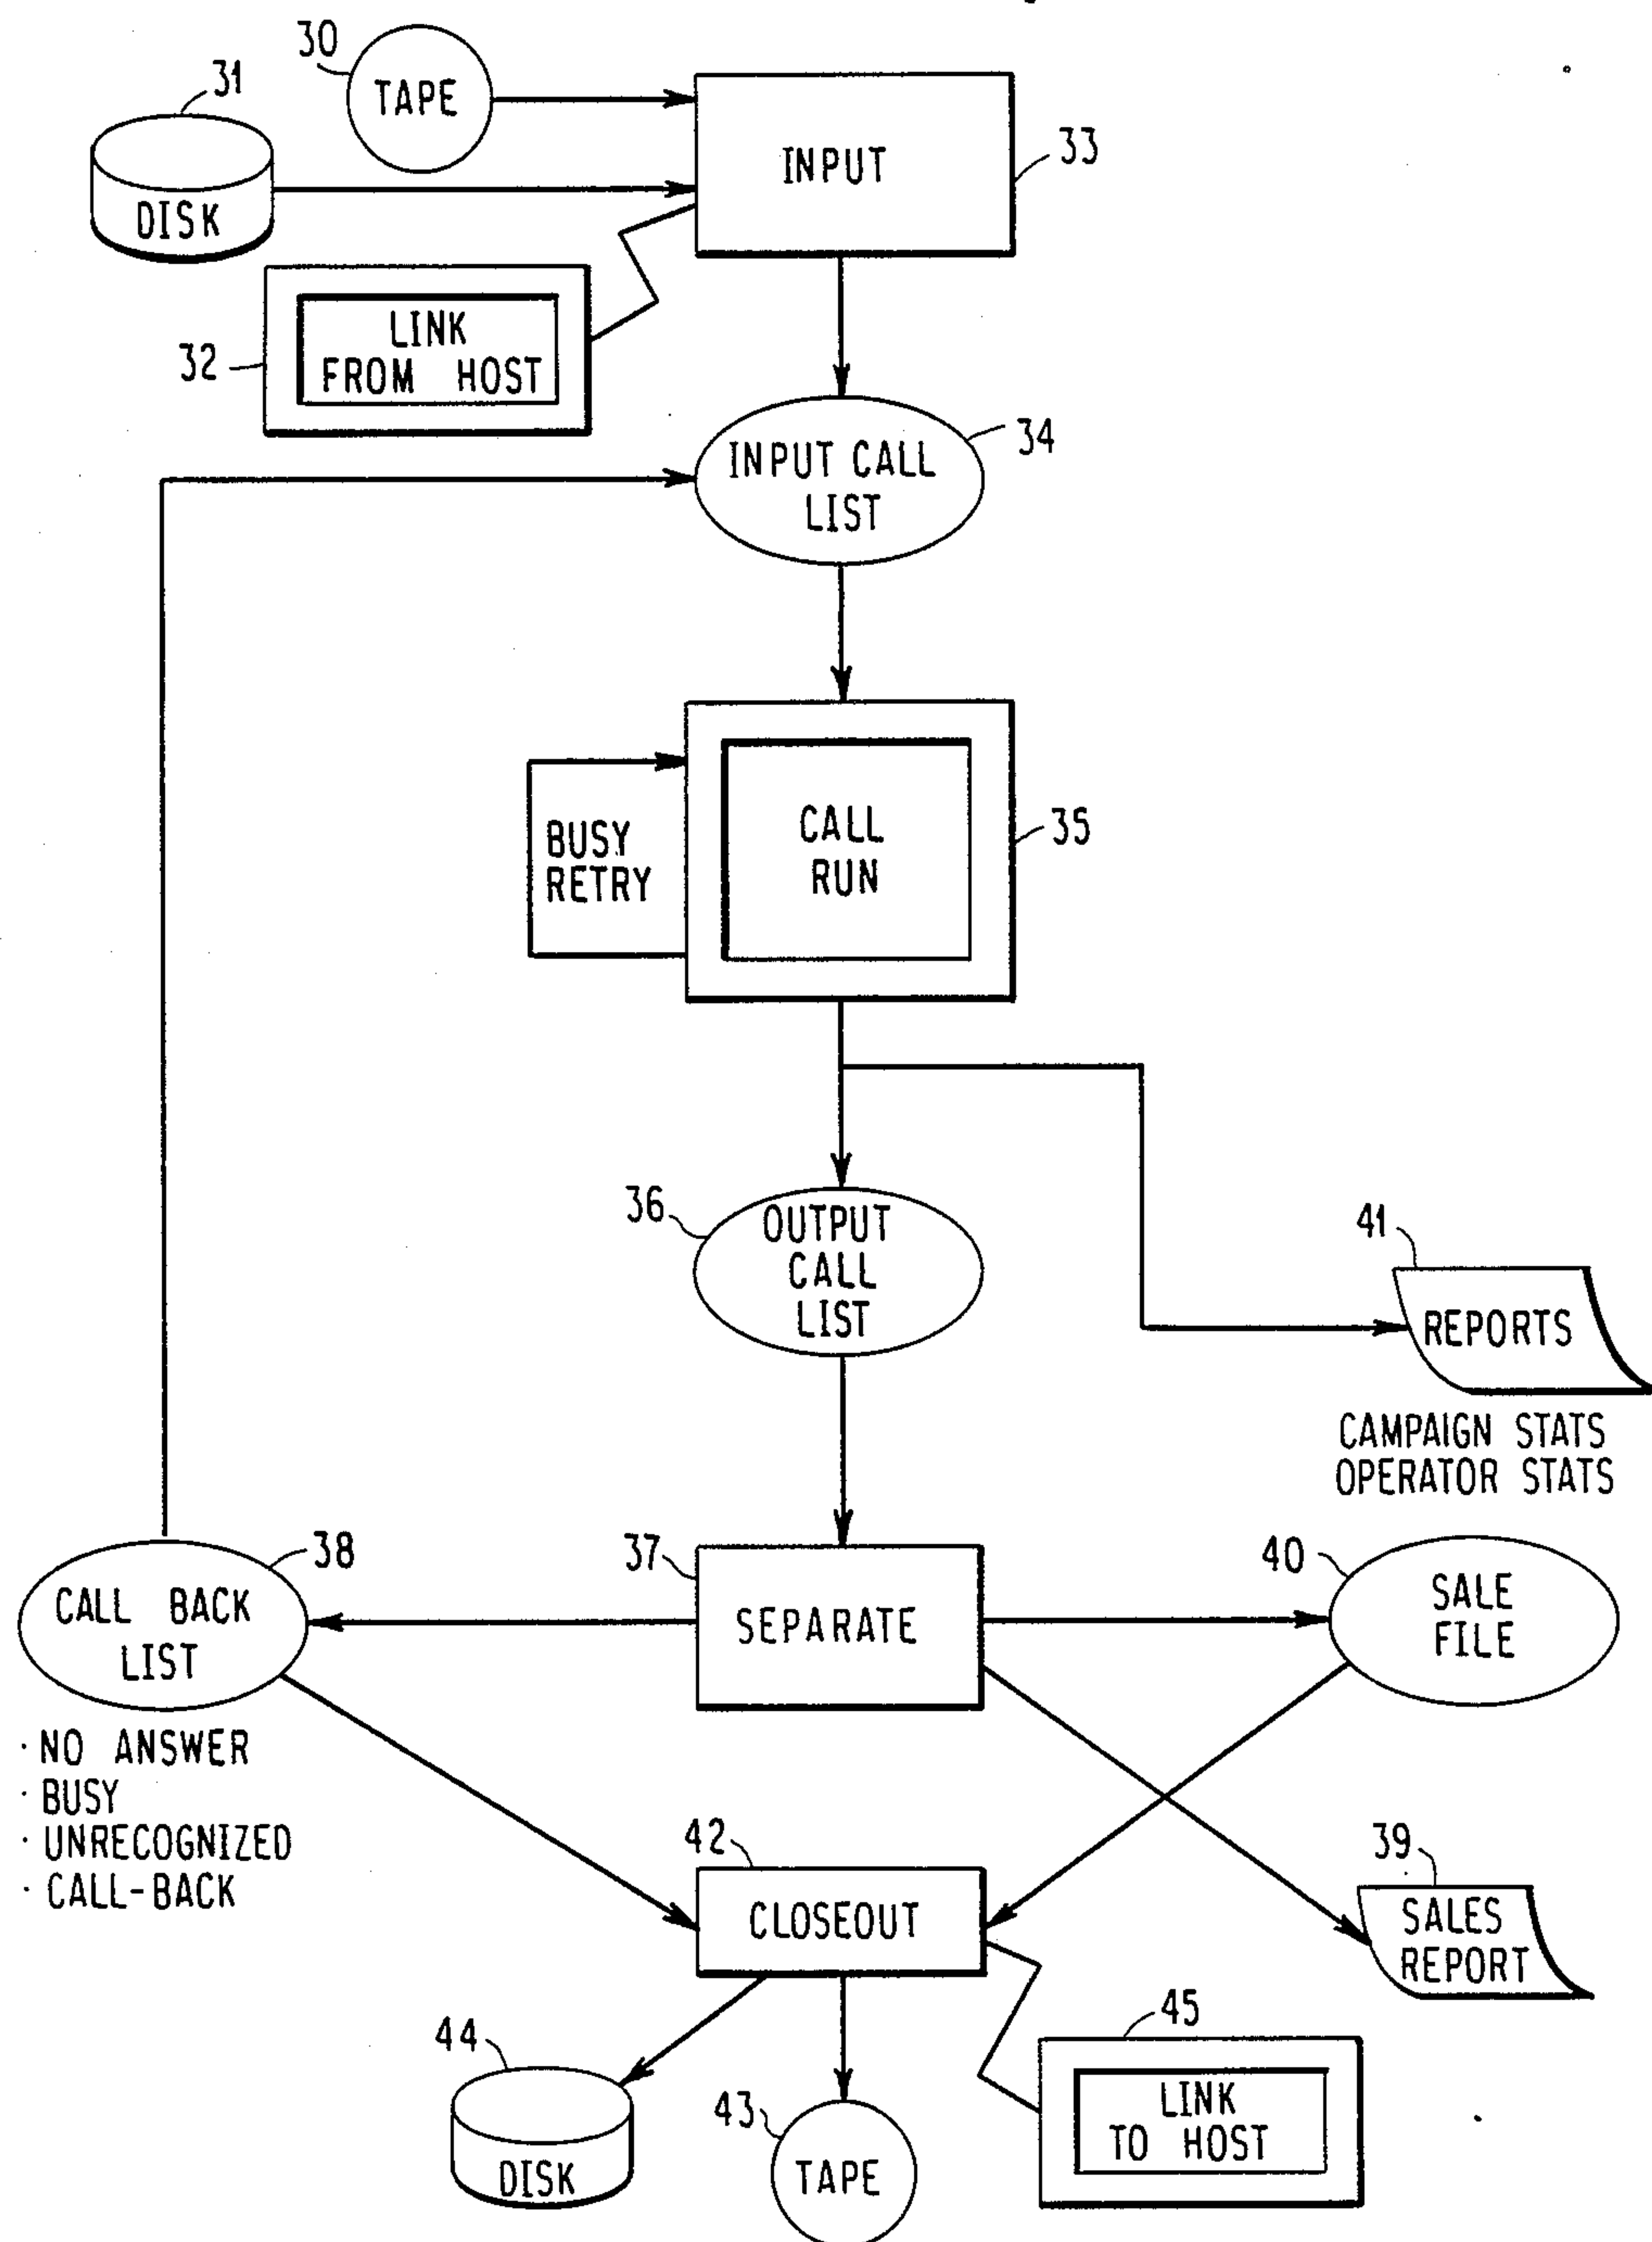 30
TAPE
31
DISK
INPUT
33
32
LINK
FROM HOST
INPUT CALL
LIST
34
BUSY
RETRY
CALL
RUN
35
36
OUTPUT
CALL
LIST
41
REPORTS
CAMPAIGN STATS
OPERATOR STATS
38
CALL BACK
LIST
· NO ANSWER
· BUSY
· UNRECOGNIZED
· CALL-BACK
37
SEPARATE
40
SALE
FILE
42
CLOSEOUT
39
SALES
REPORT
44
DISK
43
TAPE
45
LINK
TO HOST